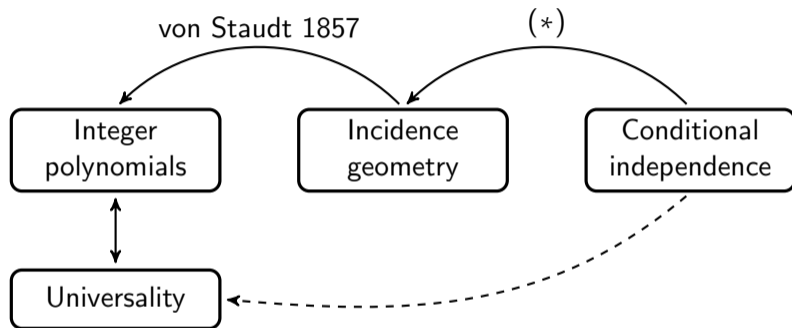 von Staudt 1857
(*)
Integer
polynomials
Incidence
geometry
Conditional
independence
Universality